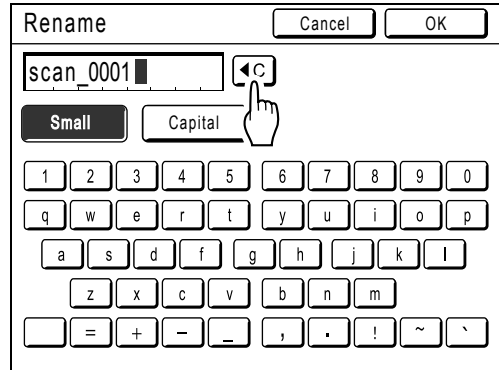 Rename Cancel OK
scan_0001 ◀C
Small Capital
1 2 3 4 5 6 7 8 9 0
q w e r t y u i o p
a s d f g h j k l
z x c v b n m
= + − _ , . ! ~ `